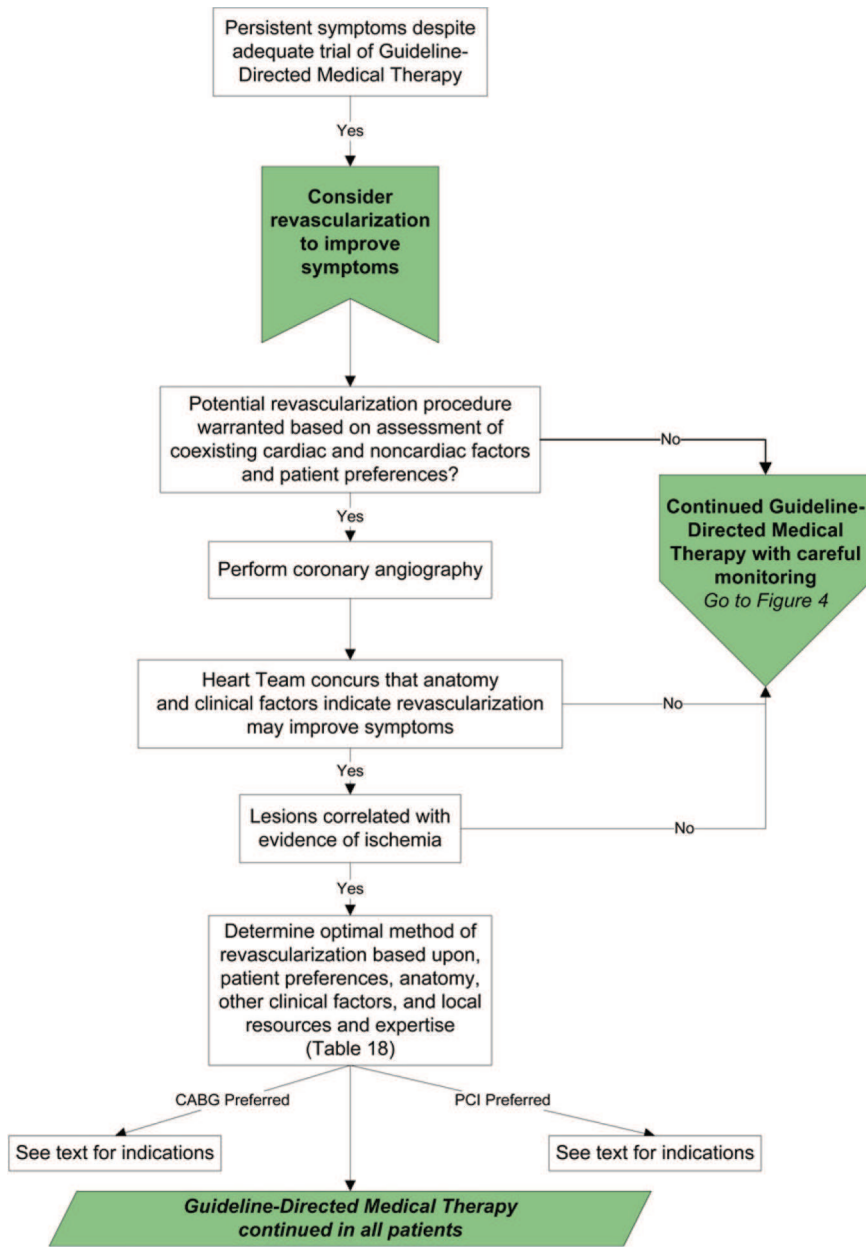 Persistent symptoms despite
adequate trial of Guideline-
Directed Medical Therapy
Yes
Consider
revascularization
to improve
symptoms
Potential revascularization procedure
warranted based on assessment of
coexisting cardiac and noncardiac factors
and patient preferences?
No
Continued Guideline-
Directed Medical
Therapy with careful
monitoring
Go to Figure 4
Yes
Perform coronary angiography
Heart Team concurs that anatomy
and clinical factors indicate revascularization
may improve symptoms
No
Yes
Lesions correlated with
evidence of ischemia
No
Yes
Determine optimal method of
revascularization based upon,
patient preferences, anatomy,
other clinical factors, and local
resources and expertise
(Table 18)
CABG Preferred
PCI Preferred
See text for indications
See text for indications
Guideline-Directed Medical Therapy
continued in all patients